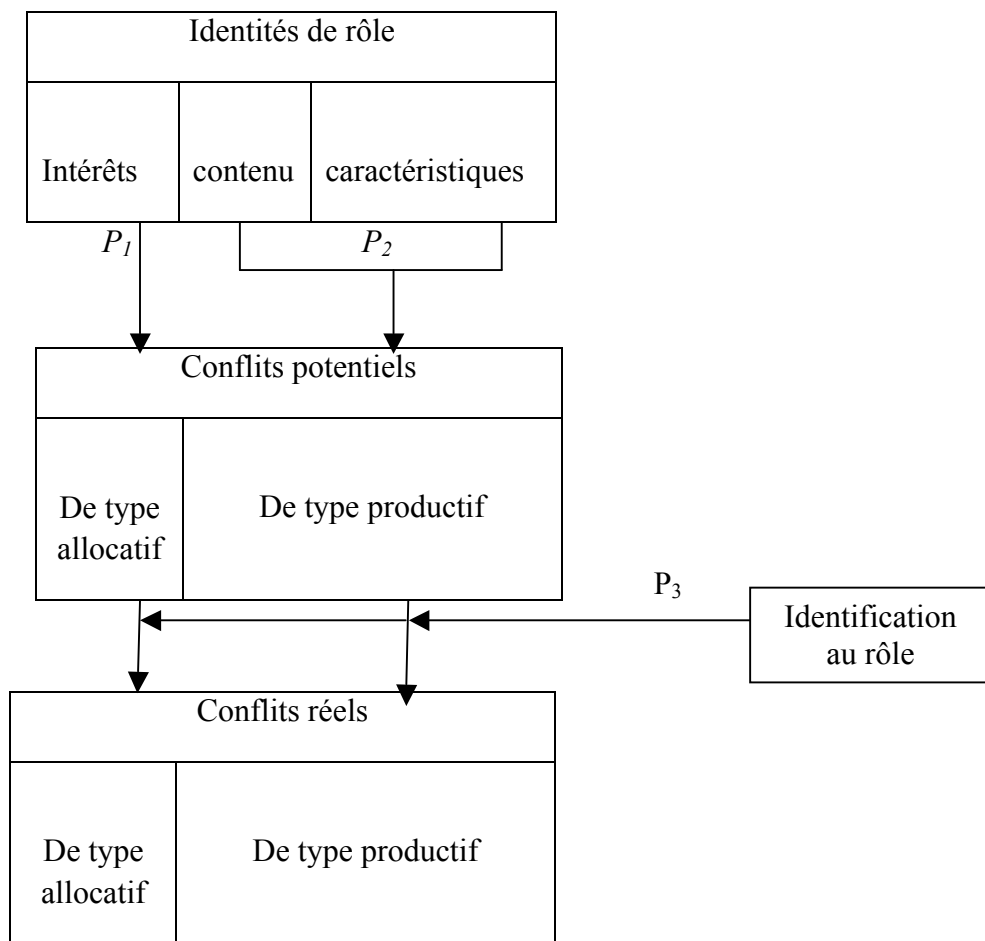 Identités de rôle
Intérêts contenu caractéristiques
P1 P2
Conflits potentiels
De type
allocatif
De type productif
P3
Identification
au rôle
Conflits réels
De type
allocatif
De type productif